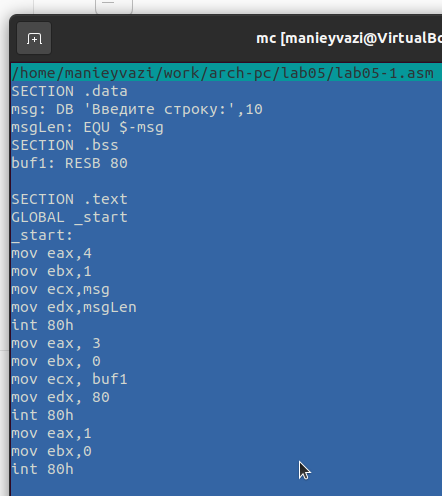 mc [manieyvazi@VirtualBo
/home/manieyvazi/work/arch-pc/lab05/lab05-1.asm
SECTION .data
msg: DB 'Введите строку:',10
msgLen: EQU $-msg
SECTION .bss
buf1: RESB 80
SECTION .text
GLOBAL _start
_start:
mov eax,4
mov ebx,1
mov ecx,msg
mov edx,msgLen
int 80h
mov eax, 3
mov ebx, 0
mov ecx, buf1
mov edx, 80
int 80h
mov eax,1
mov ebx,0
int 80h